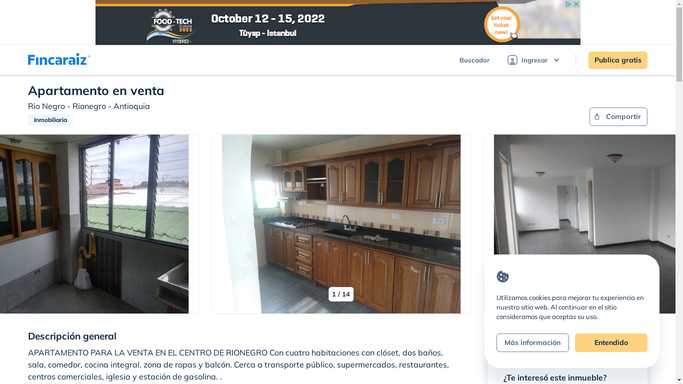 FOOD-TECH
October 12 - 15, 2022
Tüyap - Istanbul
Get your
ticket
now!
Fincaraiz
Buscador
Ingresar
Publica gratis
Apartamento en venta
Rio Negro - Rionegro - Antioquia
Inmobiliaria
Compartir
1 / 14
Utilizamos cookies para mejorar tu experiencia en
nuestro sitio web. Al continuar en el sitio
consideramos que aceptas su uso.
Más información
Entendido
Descripción general
APARTAMENTO PARA LA VENTA EN EL CENTRO DE RIONEGRO Con cuatro habitaciones con clóset, dos baños,
sala, comedor, cocina integral, zona de ropas y balcón. Cerca a transporte público, supermercados, restaurantes,
centros comerciales, iglesia y estación de gasolina. .
¿Te interesó este inmueble?